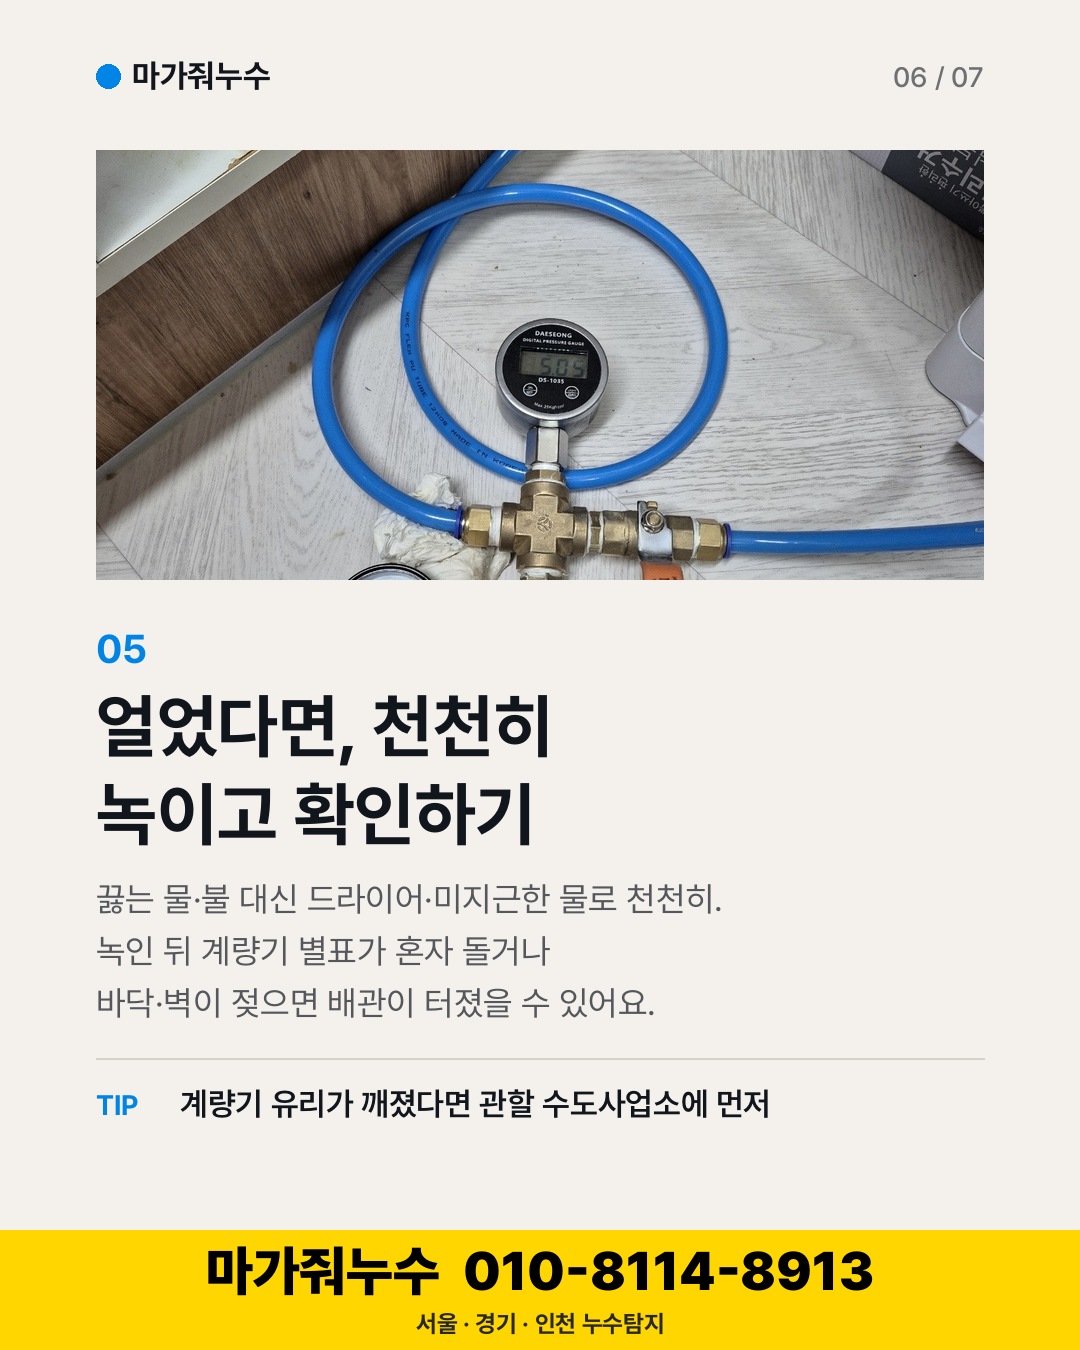 마가줘누수
06 / 07
DAESEONG
DIGITAL PRESSURE GAUGE
5.05
DS-1035
05
얼었다면, 천천히
녹이고 확인하기
끓는 물·불 대신 드라이어·미지근한 물로 천천히.
녹인 뒤 계량기 별표가 혼자 돌거나
바닥·벽이 젖으면 배관이 터졌을 수 있어요.
TIP 계량기 유리가 깨졌다면 관할 수도사업소에 먼저
마가줘누수 010-8114-8913
서울 · 경기 · 인천 누수탐지